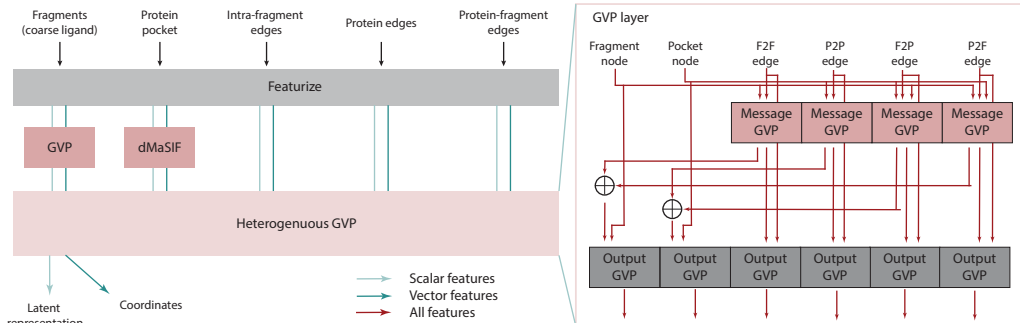 Fragments
(coarse ligand)
Protein
pocket
Intra-fragment
edges
Protein edges
Protein-fragment
edges
Featurize
GVP
dMaSIF
Heterogenuous GVP
Latent
representation
Coordinates
Scalar features
Vector features
All features
GVP layer
Fragment
node
Pocket
node
F2F
edge
P2P
edge
F2P
edge
P2F
edge
Message
GVP
Message
GVP
Message
GVP
Message
GVP
Output
GVP
Output
GVP
Output
GVP
Output
GVP
Output
GVP
Output
GVP